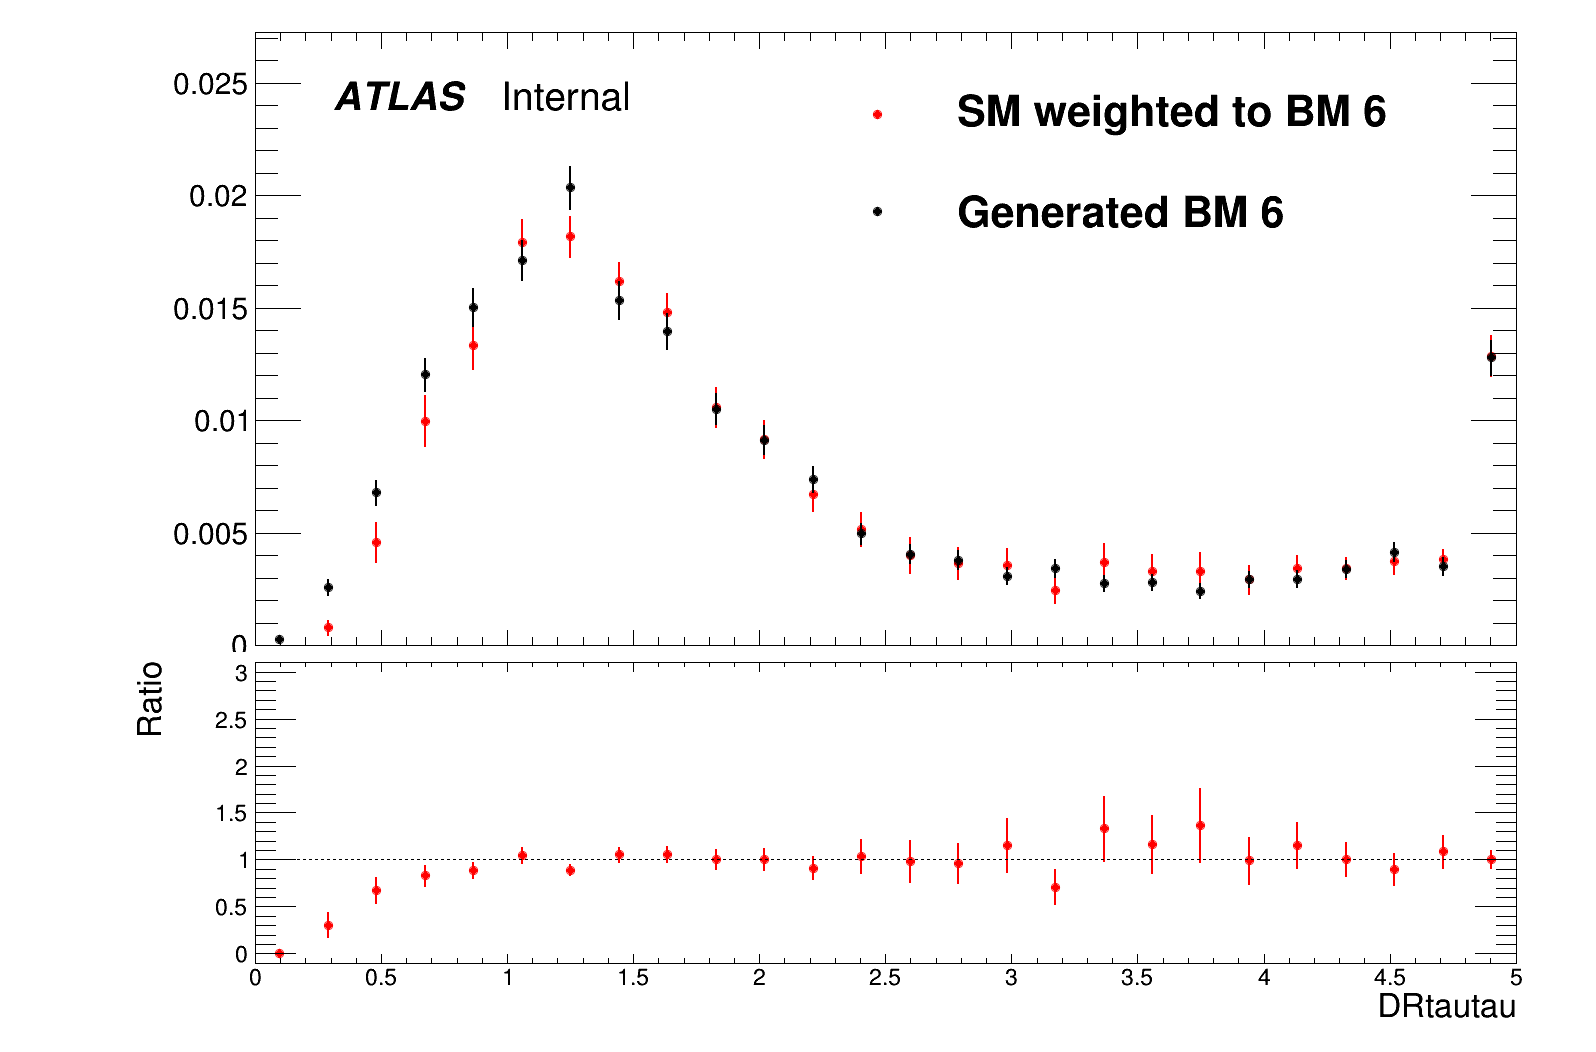 0.025
ATLAS Internal
SM weighted to BM 6
0.02
Generated BM 6
0.015
0.01
0.005
0
Ratio
3
2.5
2
1.5
1
0.5
0
0 0.5 1 1.5 2 2.5 3 3.5 4 4.5 5
DRtautau